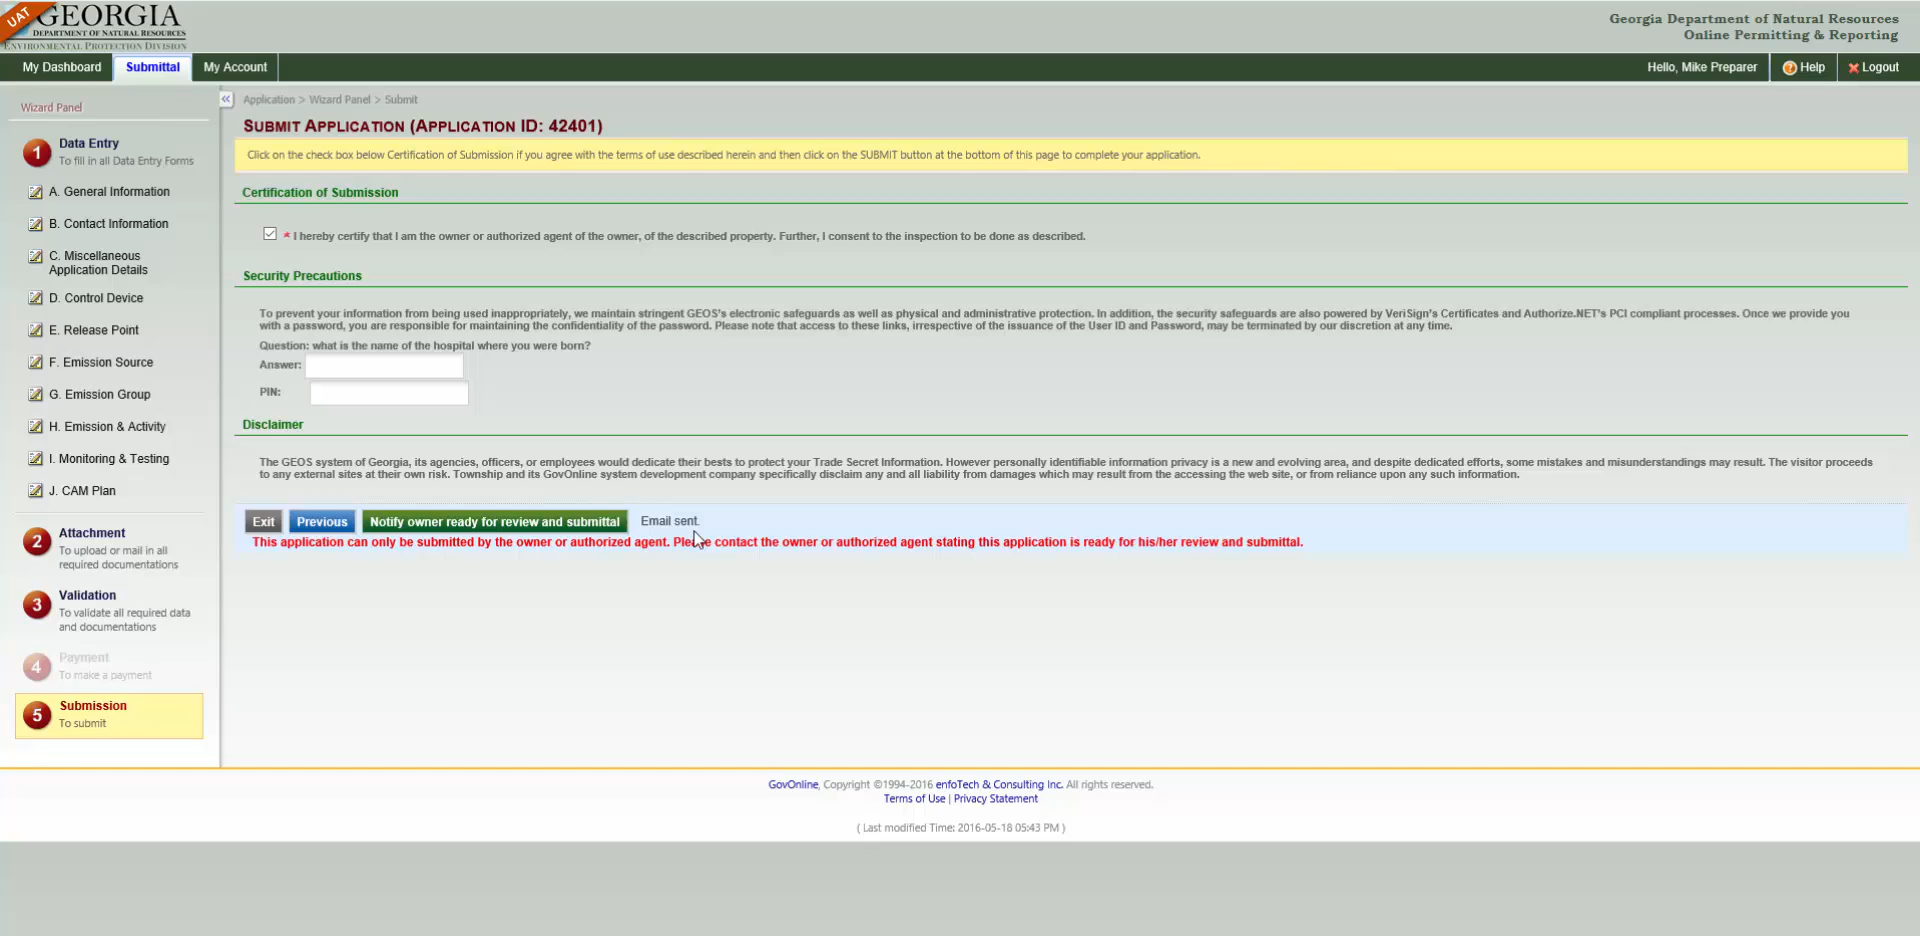 UAT
GEORGIA
DEPARTMENT OF NATURAL RESOURCES
ENVIRONMENTAL PROTECTION DIVISION
Georgia Department of Natural Resources
Online Permitting & Reporting
My Dashboard
Submittal
My Account
Hello, Mike Preparer
Help
Logout
Wizard Panel
1
Data Entry
To fill in all Data Entry Forms
A. General Information
B. Contact Information
C. Miscellaneous
Application Details
D. Control Device
E. Release Point
F. Emission Source
G. Emission Group
H. Emission & Activity
I. Monitoring & Testing
J. CAM Plan
2
Attachment
To upload or mail in all
required documentations
3
Validation
To validate all required data
and documentations
4
Payment
To make a payment
5
Submission
To submit
«
Application > Wizard Panel > Submit
SUBMIT APPLICATION (APPLICATION ID: 42401)
Click on the check box below Certification of Submission if you agree with the terms of use described herein and then click on the SUBMIT button at the bottom of this page to complete your application.
Certification of Submission
* I hereby certify that I am the owner or authorized agent of the owner, of the described property. Further, I consent to the inspection to be done as described.
Security Precautions
To prevent your information from being used inappropriately, we maintain stringent GEOS's electronic safeguards as well as physical and administrative protection. In addition, the security safeguards are also powered by VeriSign's Certificates and Authorize.NET's PCI compliant processes. Once we provide you
with a password, you are responsible for maintaining the confidentiality of the password. Please note that access to these links, irrespective of the issuance of the User ID and Password, may be terminated by our discretion at any time.
Question: what is the name of the hospital where you were born?
Answer:
PIN:
Disclaimer
The GEOS system of Georgia, its agencies, officers, or employees would dedicate their bests to protect your Trade Secret Information. However personally identifiable information privacy is a new and evolving area, and despite dedicated efforts, some mistakes and misunderstandings may result. The visitor proceeds
to any external sites at their own risk. Township and its GovOnline system development company specifically disclaim any and all liability from damages which may result from the accessing the web site, or from reliance upon any such information.
Exit
Previous
Notify owner ready for review and submittal
Email sent.
This application can only be submitted by the owner or authorized agent. Please contact the owner or authorized agent stating this application is ready for his/her review and submittal.
GovOnline, Copyright ©1994-2016 enfoTech & Consulting Inc. All rights reserved.
Terms of Use | Privacy Statement
( Last modified Time: 2016-05-18 05:43 PM )